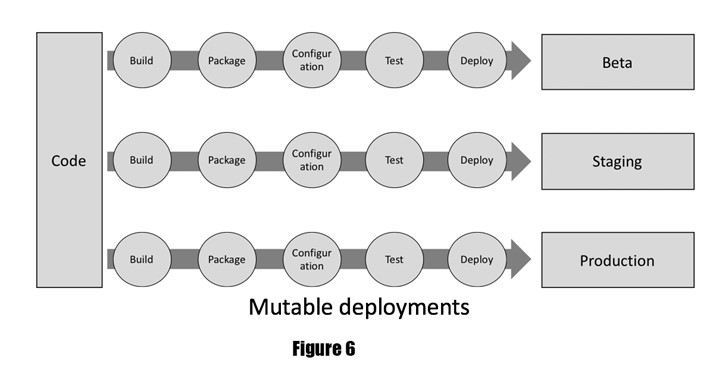 Code
Build
Package
Configur
ation
Test
Deploy
Beta
Build
Package
Configur
ation
Test
Deploy
Staging
Build
Package
Configur
ation
Test
Deploy
Production
Mutable deployments
Figure 6